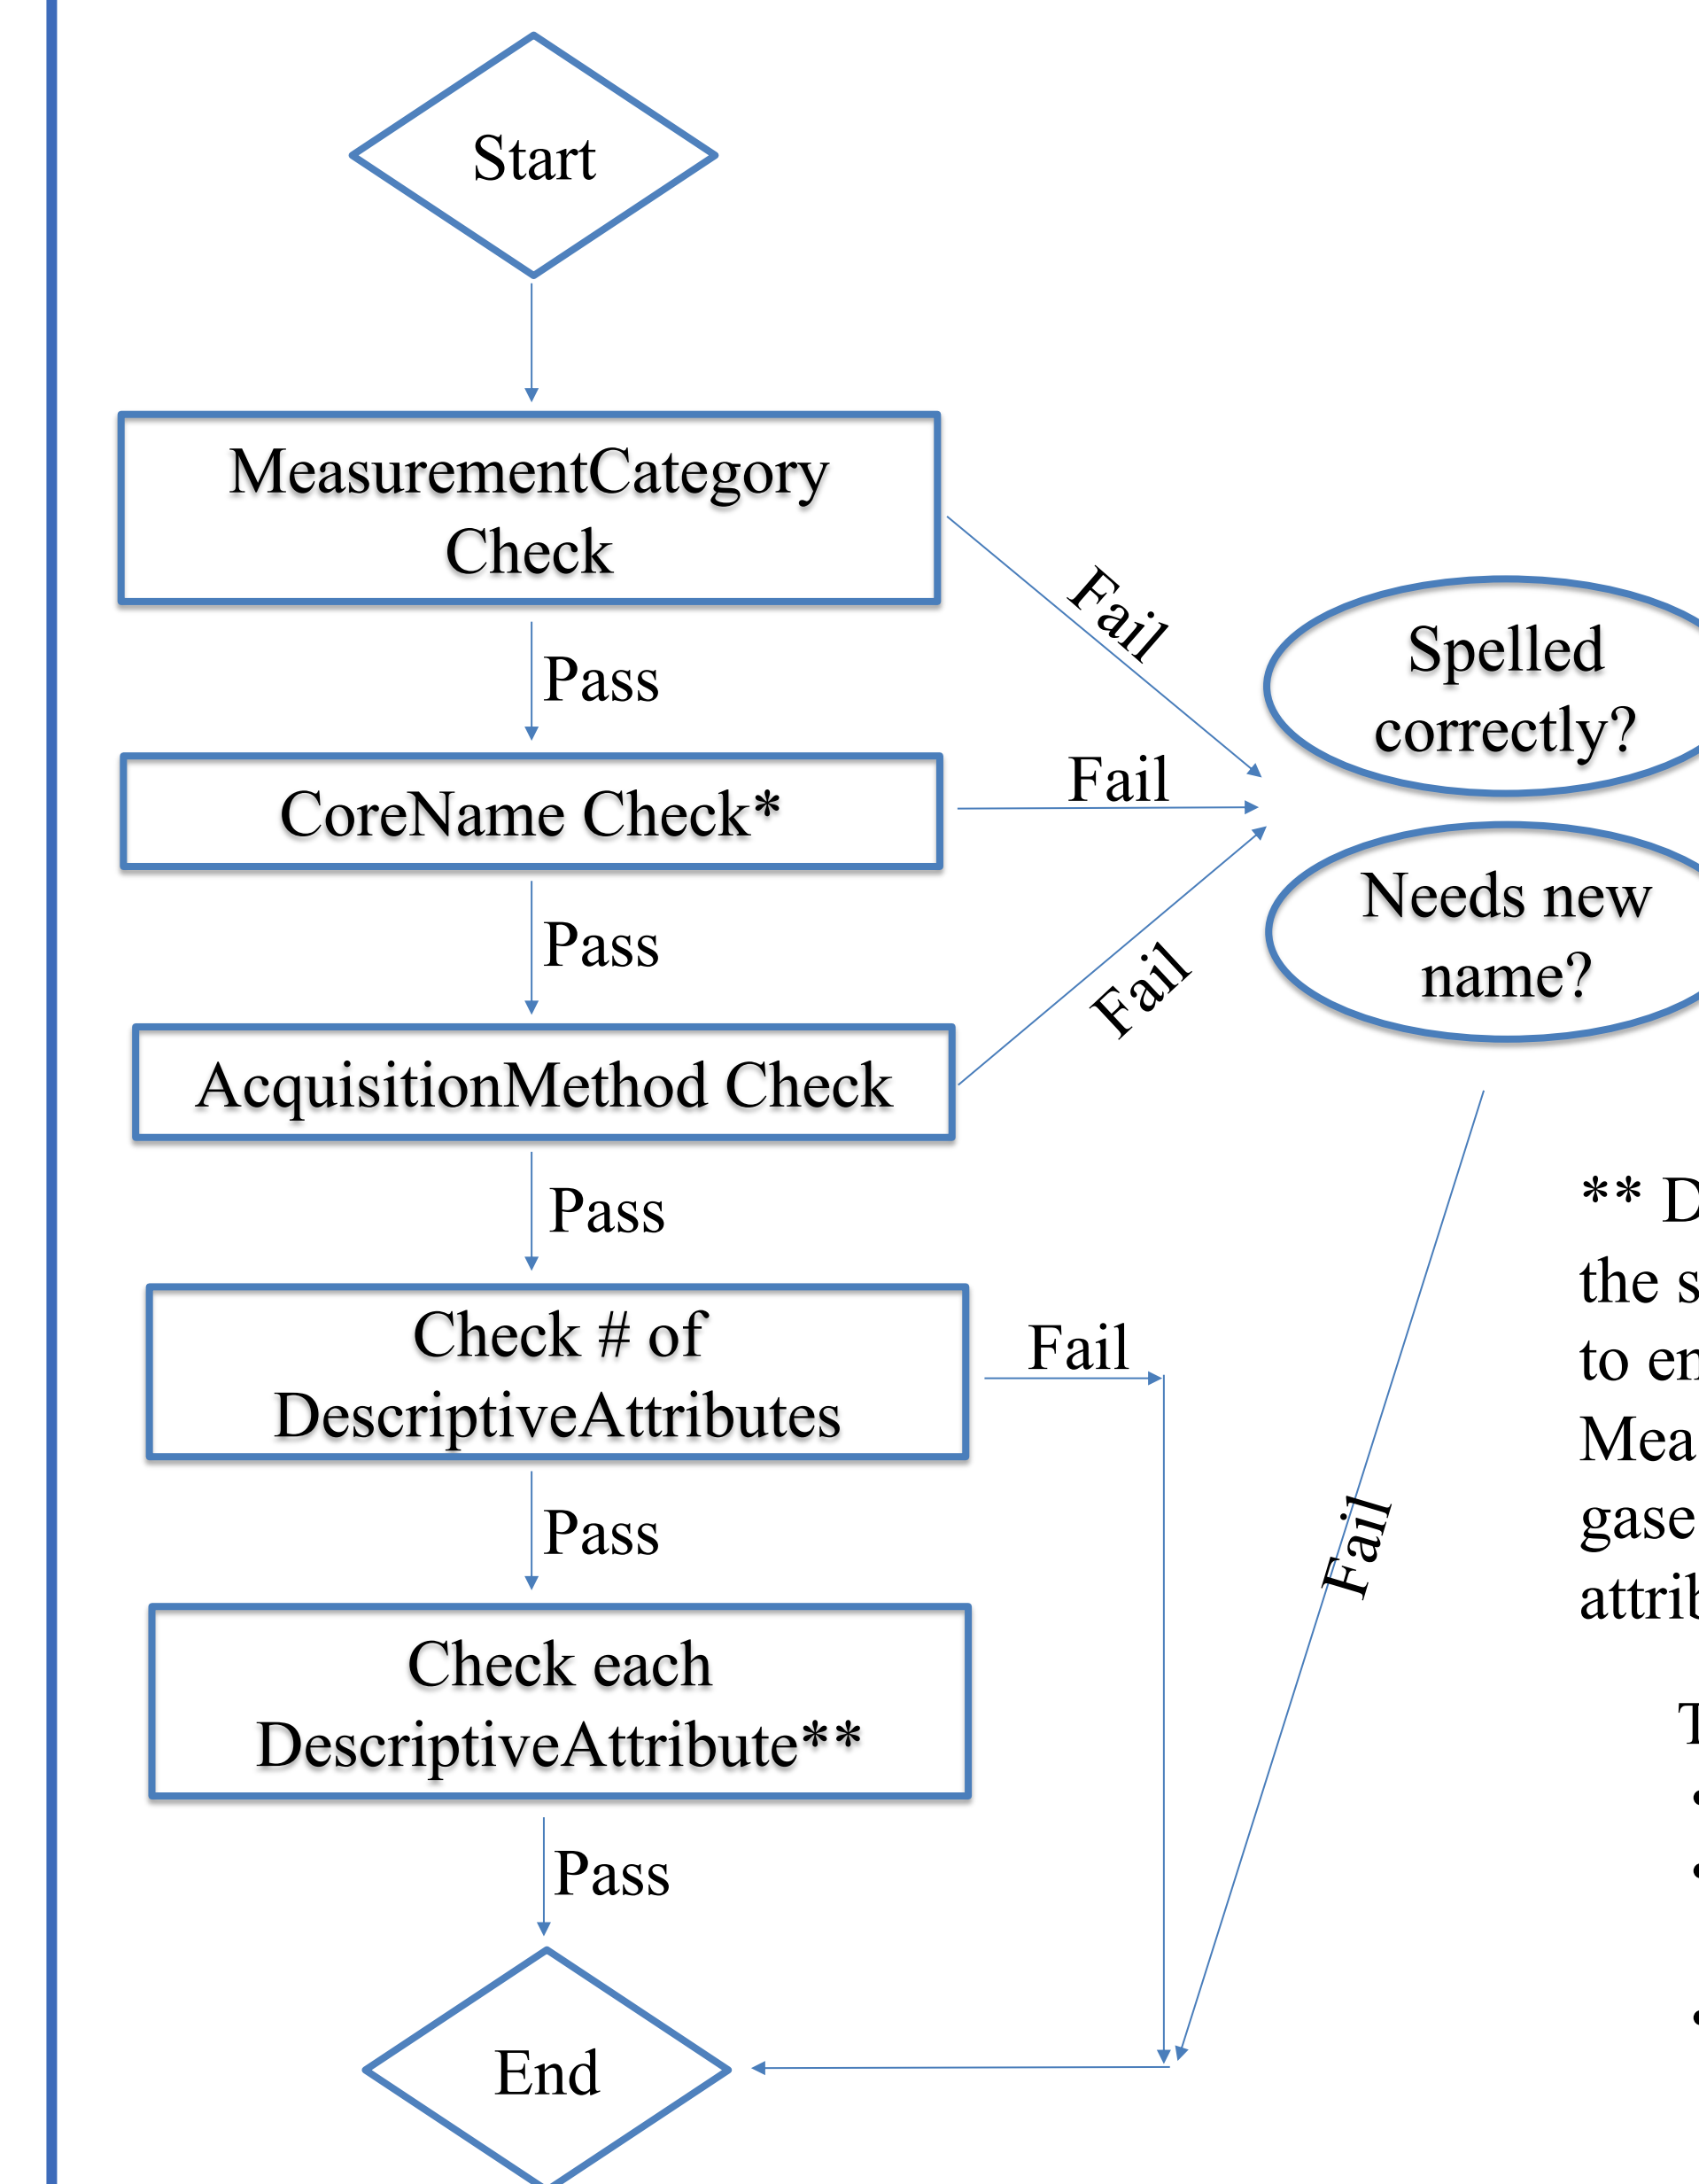 Start
MeasurementCategory
Check
Fail
Spelled
correctly?
Pass
CoreName Check*
Fail
Needs new
name?
Pass
Fail
AcquisitionMethod Check
Pass
**
the
to
Check # of
DescriptiveAttributes
Fail
Pass
Fail
Check each
DescriptiveAttribute**
Pass
End